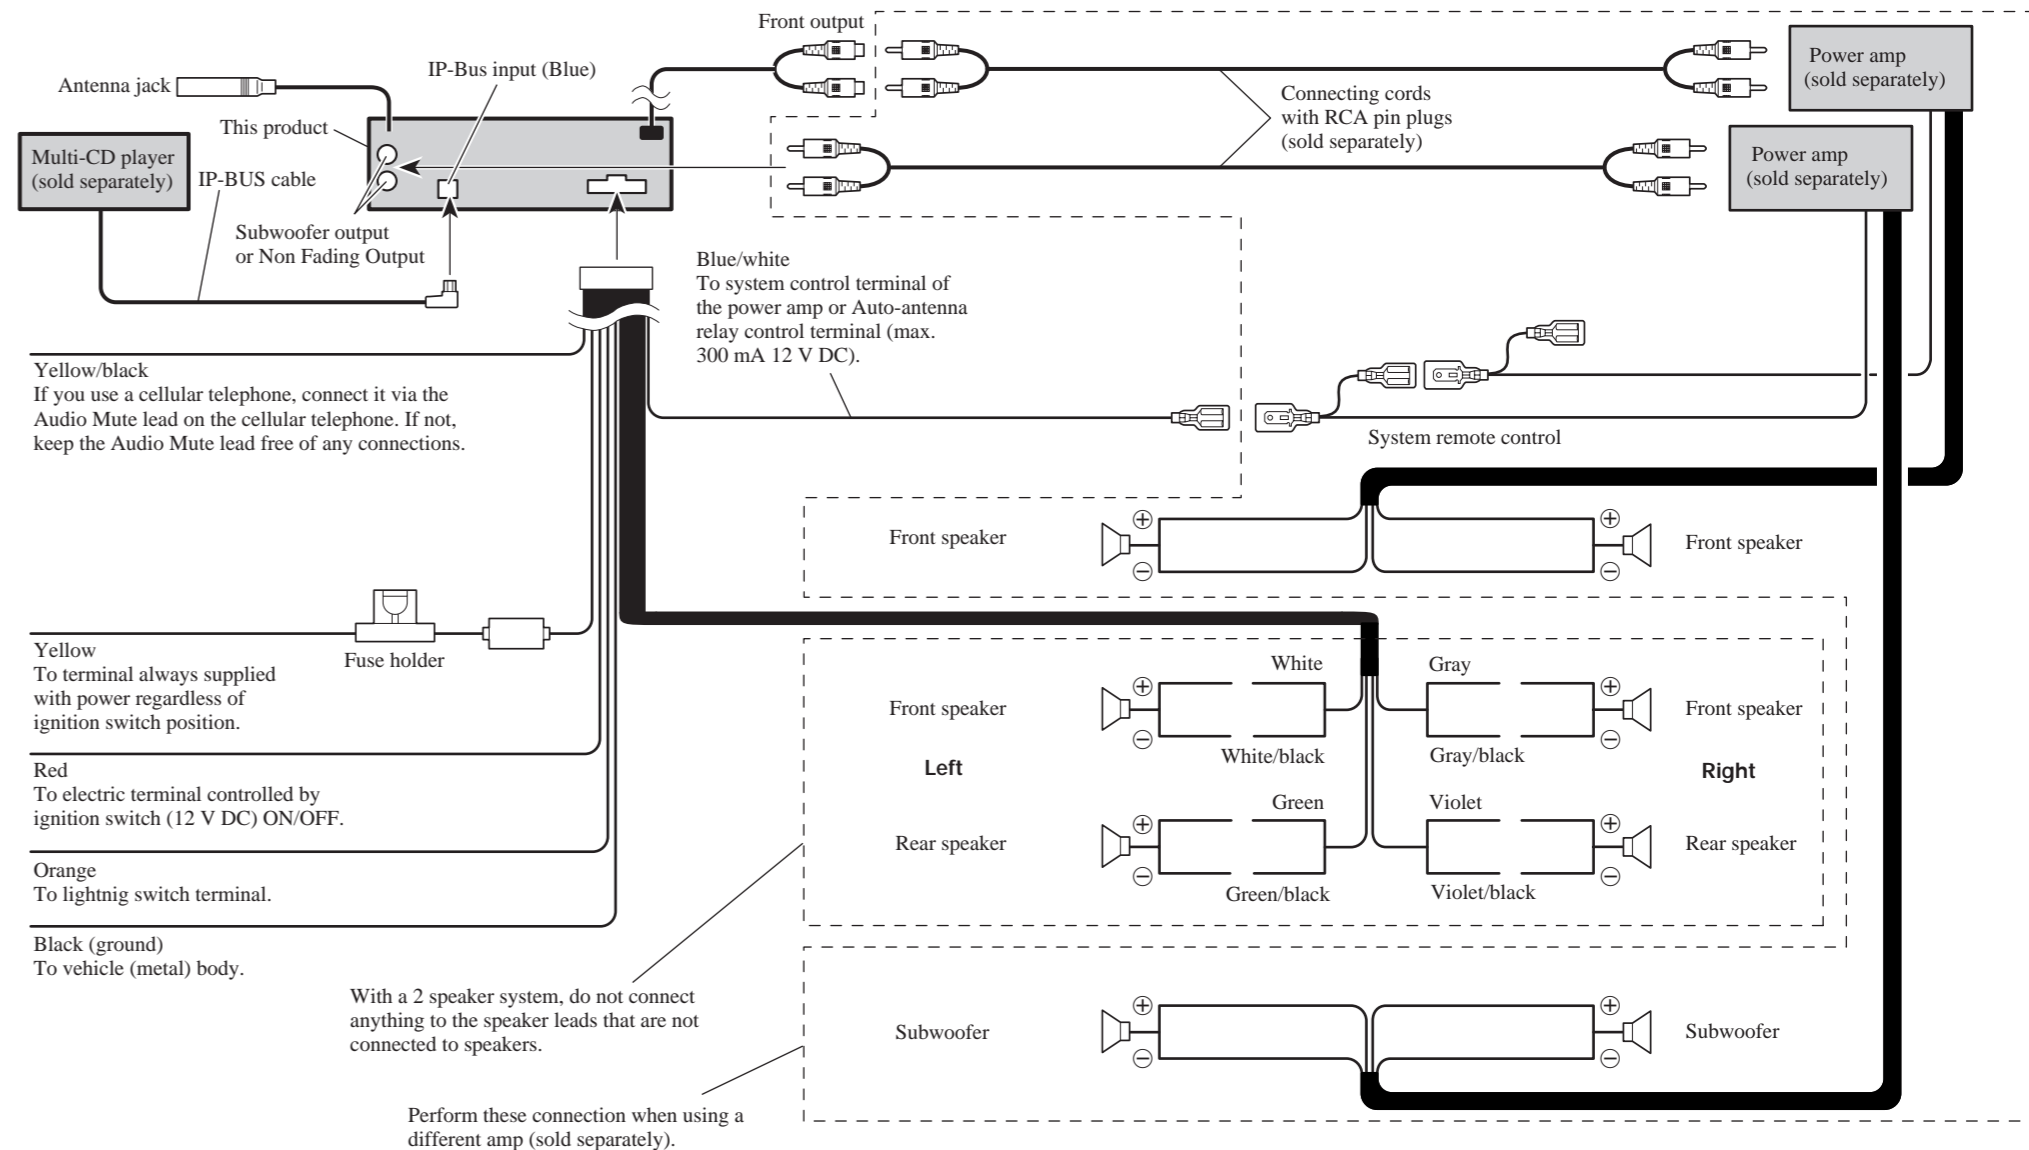 Front output
Antenna jack
IP-Bus input (Blue)
This product
Multi-CD player
(sold separately)
IP-BUS cable
Subwoofer output
or Non Fading Output
Connecting cords
with RCA pin plugs
(sold separately)
Power amp
(sold separately)
Power amp
(sold separately)
Blue/white
To system control terminal of
the power amp or Auto-antenna
relay control terminal (max.
300 mA 12 V DC).
Yellow/black
If you use a cellular telephone, connect it via the
Audio Mute lead on the cellular telephone. If not,
keep the Audio Mute lead free of any connections.
System remote control
Front speaker
+
−
+
−
Front speaker
Fuse holder
Yellow
To terminal always supplied
with power regardless of
ignition switch position.
Red
To electric terminal controlled by
ignition switch (12 V DC) ON/OFF.
Orange
To lightnig switch terminal.
Black (ground)
To vehicle (metal) body.
White
Gray
Front speaker
+
−
+
−
Front speaker
White/black
Gray/black
Left
Right
Green
Violet
Rear speaker
+
−
+
−
Rear speaker
Green/black
Violet/black
With a 2 speaker system, do not connect
anything to the speaker leads that are not
connected to speakers.
Subwoofer
+
−
+
−
Subwoofer
Perform these connection when using a
different amp (sold separately).